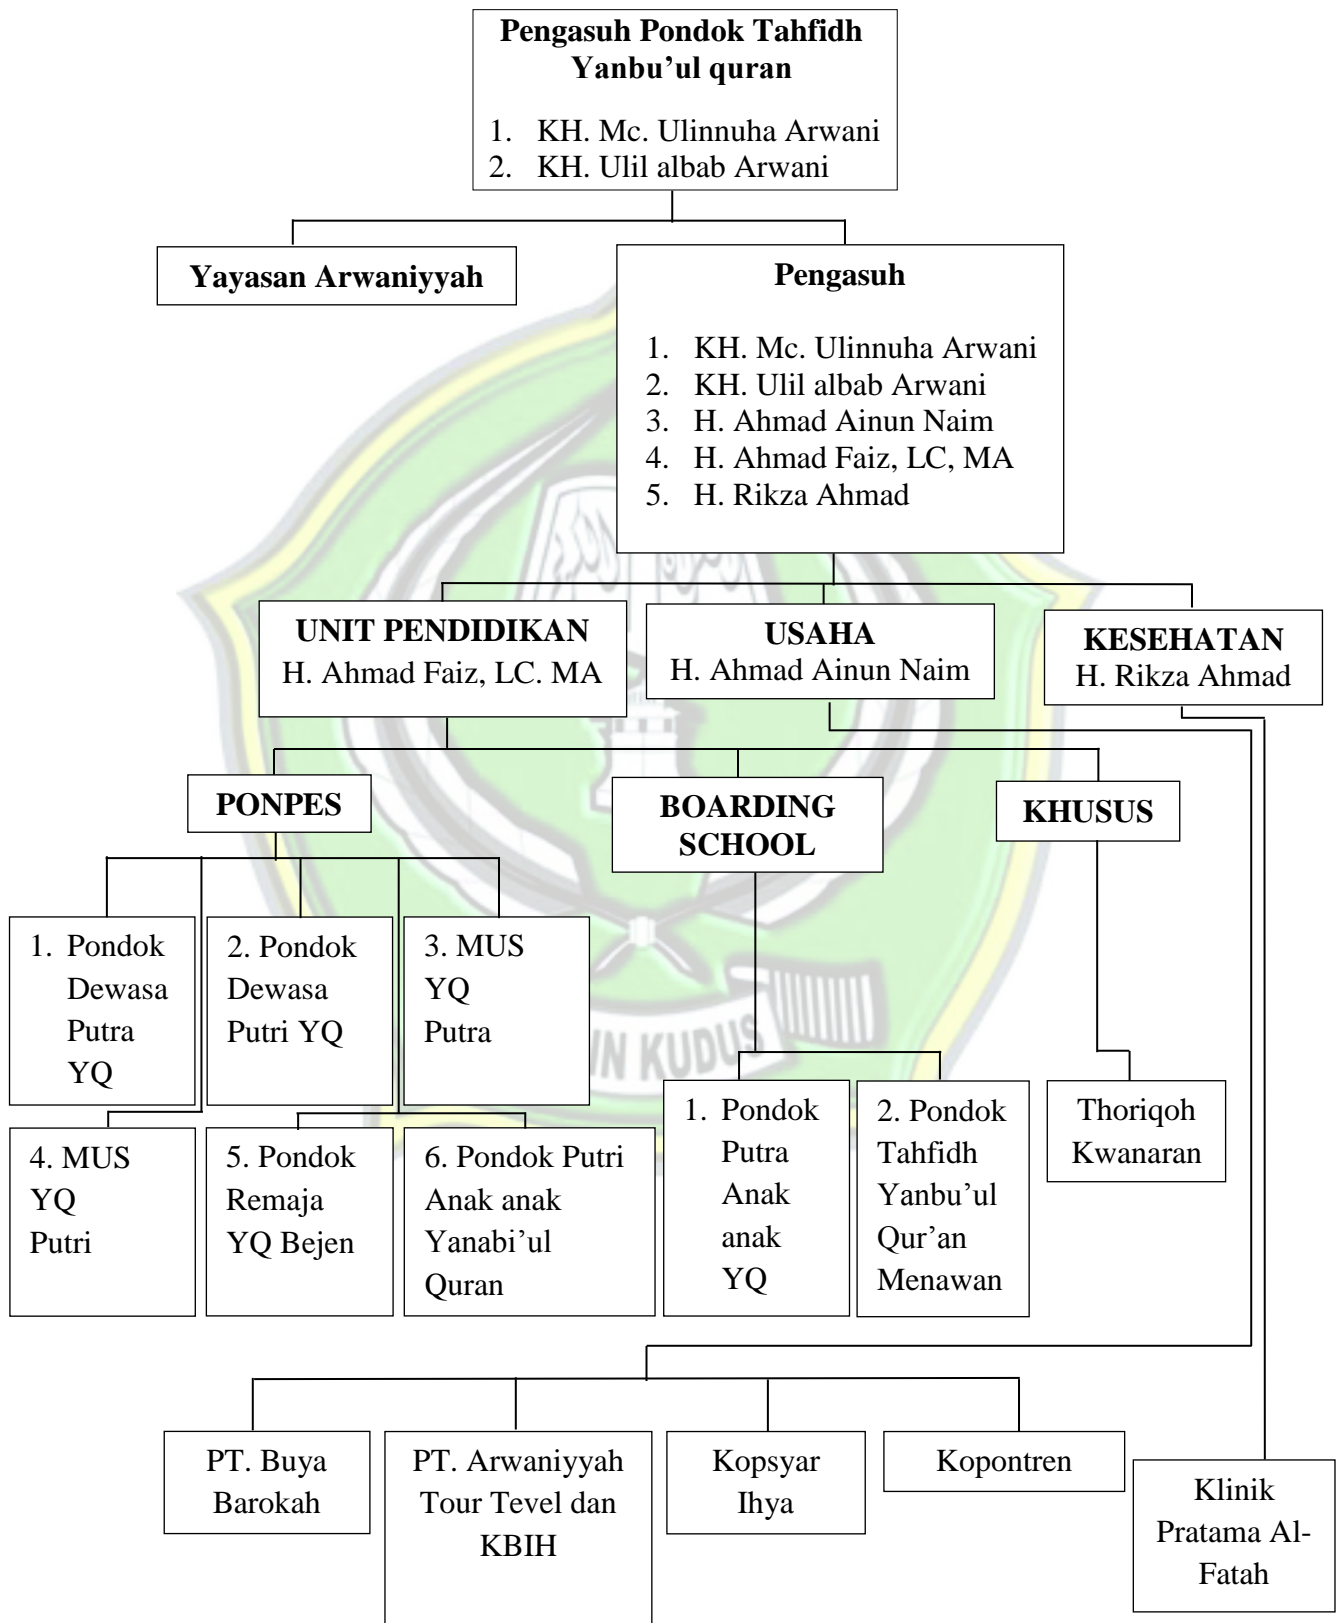 Pengasuh Pondok Tahfidh
Yanbu’ul quran
1. KH. Mc. Ulinnuha Arwani
2. KH. Ulil albab Arwani
Yayasan Arwaniyyah
Pengasuh
1. KH. Mc. Ulinnuha Arwani
2. KH. Ulil albab Arwani
3. H. Ahmad Ainun Naim
4. H. Ahmad Faiz, LC, MA
5. H. Rikza Ahmad
UNIT PENDIDIKAN
H. Ahmad Faiz, LC. MA
USAHA
H. Ahmad Ainun Naim
KESEHATAN
H. Rikza Ahmad
PONPES
BOARDING
SCHOOL
KHUSUS
1. Pondok
Dewasa
Putra
YQ
2. Pondok
Dewasa
Putri YQ
3. MUS
YQ
Putra
4. MUS
YQ
Putri
5. Pondok
Remaja
YQ Bejen
6. Pondok Putri
Anak anak
Yanabi’ul
Quran
IN KUDUS
1. Pondok
Putra
Anak
anak
YQ
2. Pondok
Tahfidh
Yanbu’ul
Qur’an
Menawan
Thoriqoh
Kwanaran
PT. Buya
Barokah
PT. Arwaniyyah
Tour Tevel dan
KBIH
Kopsyar
Ihya
Kopontren
Klinik
Pratama Al-
Fatah